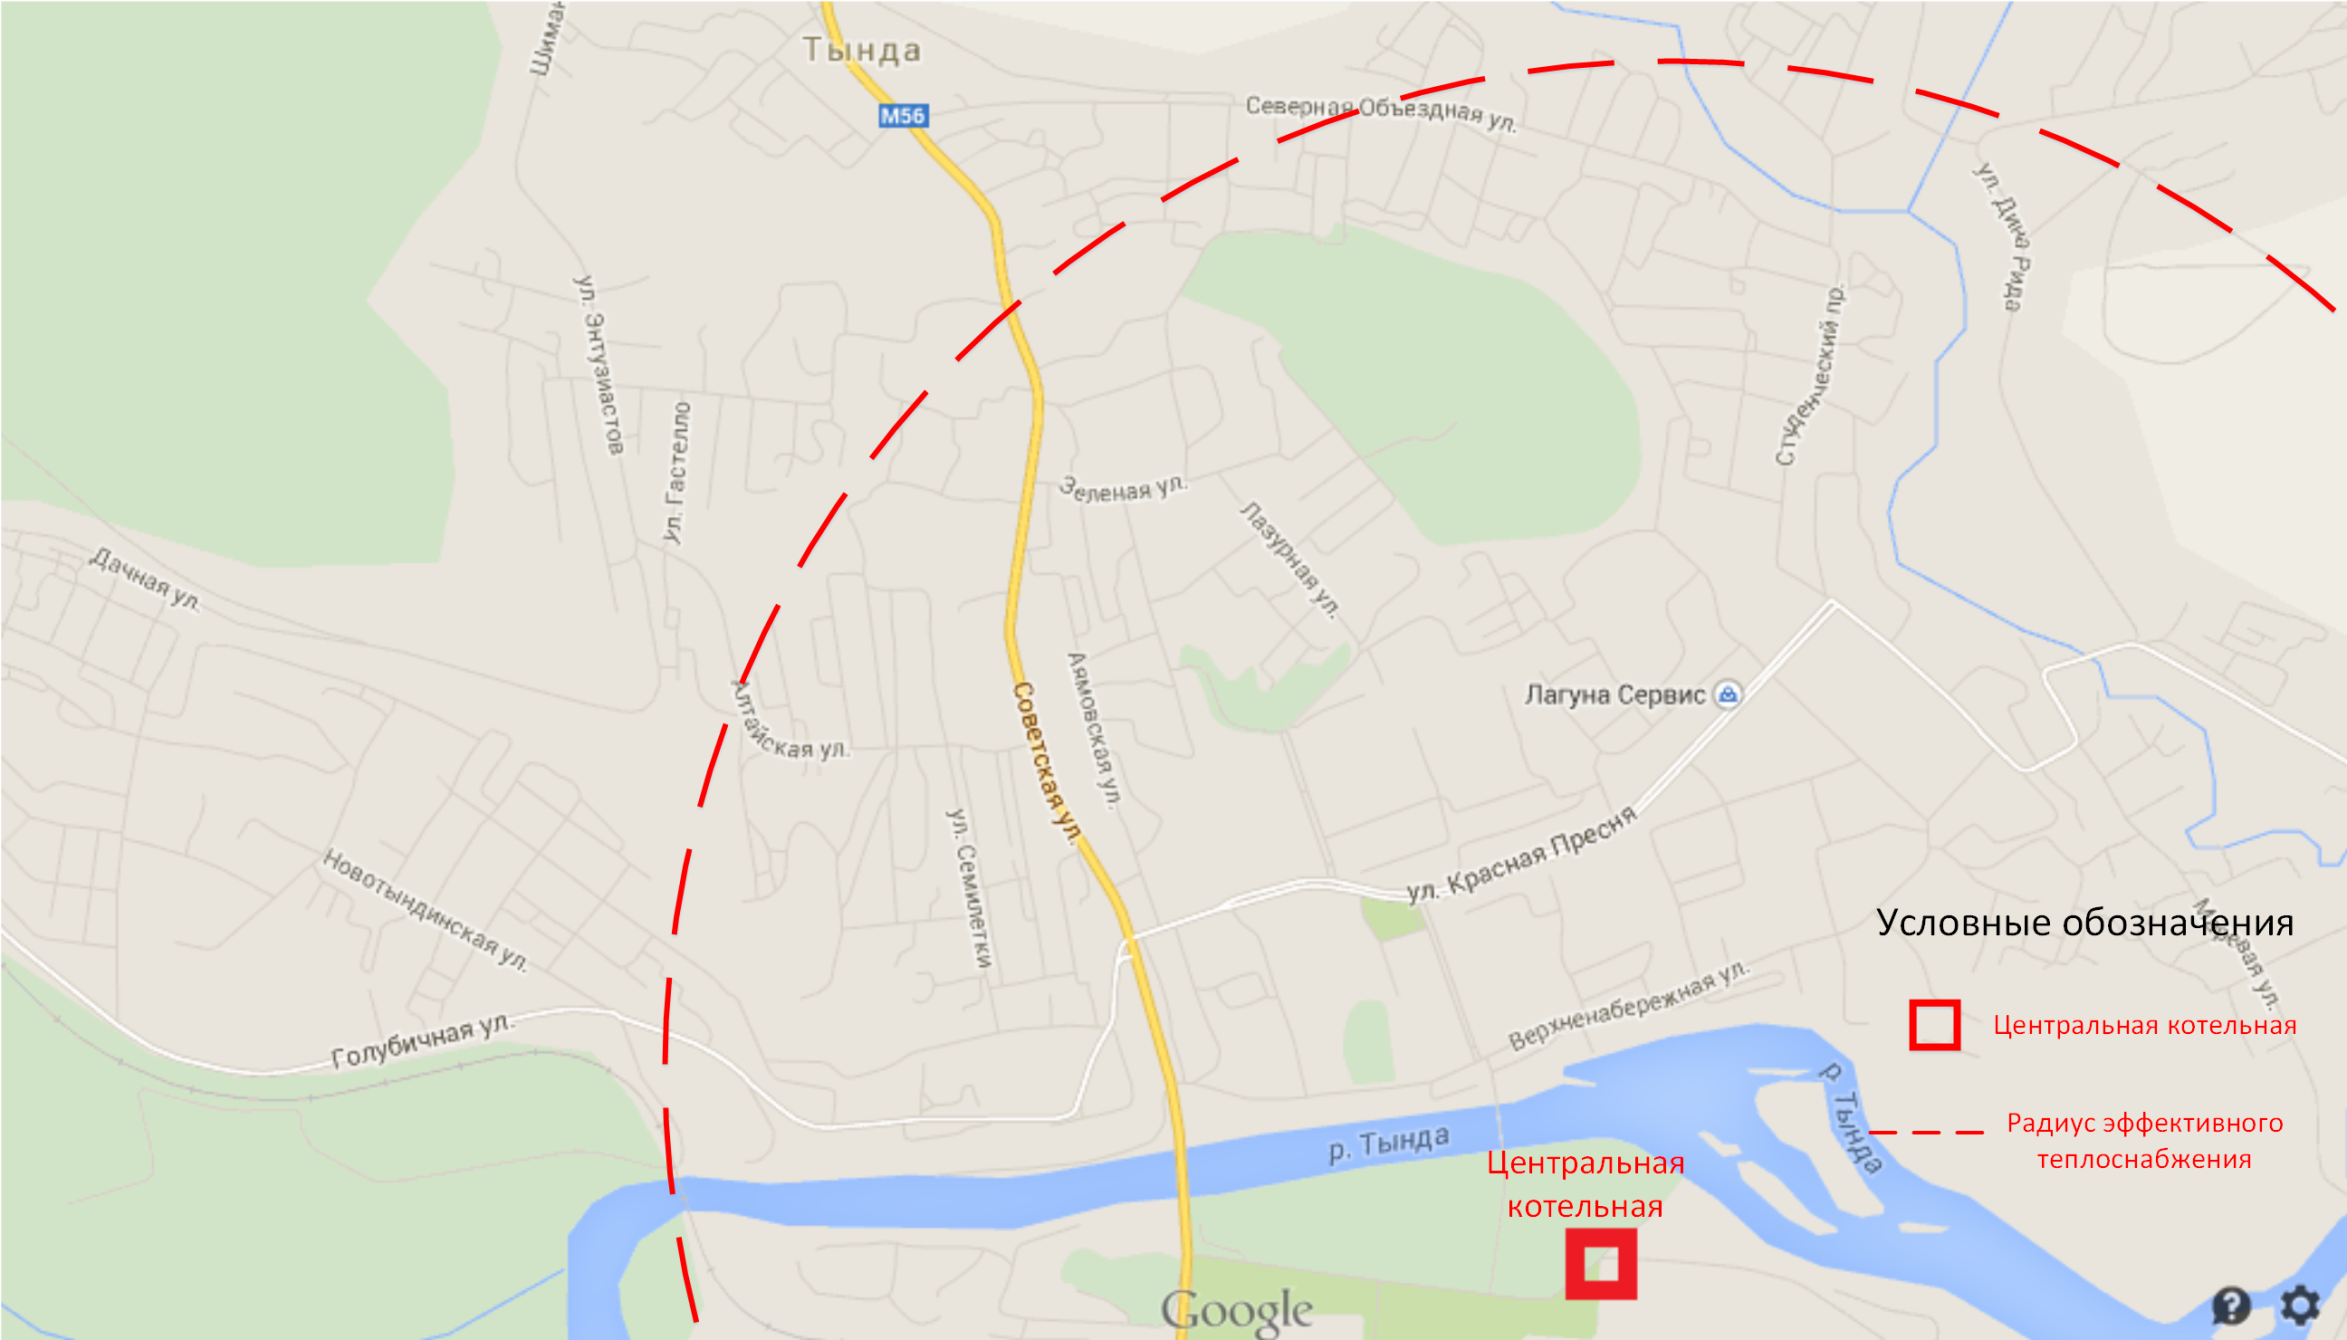 Шиман
Тында
M56
Северная Объездная ул.
ул. Дина Рида
ул. Энтузиастов
Студенческий пр.
ул. Гастелло
Зеленая ул.
Лазурная ул.
Дачная ул.
Аямовская ул.
Алтайская ул.
Советская ул.
Лагуна Сервис
ул. Семилетки
ул. Красная Пресня
Новотындинская ул.
Условные обозначения
Верхненабережная ул.
Голубичная ул.
Центральная котельная
р. Тында
р. Тында
Радиус эффективного
теплоснабжения
Центральная
котельная
Google
?